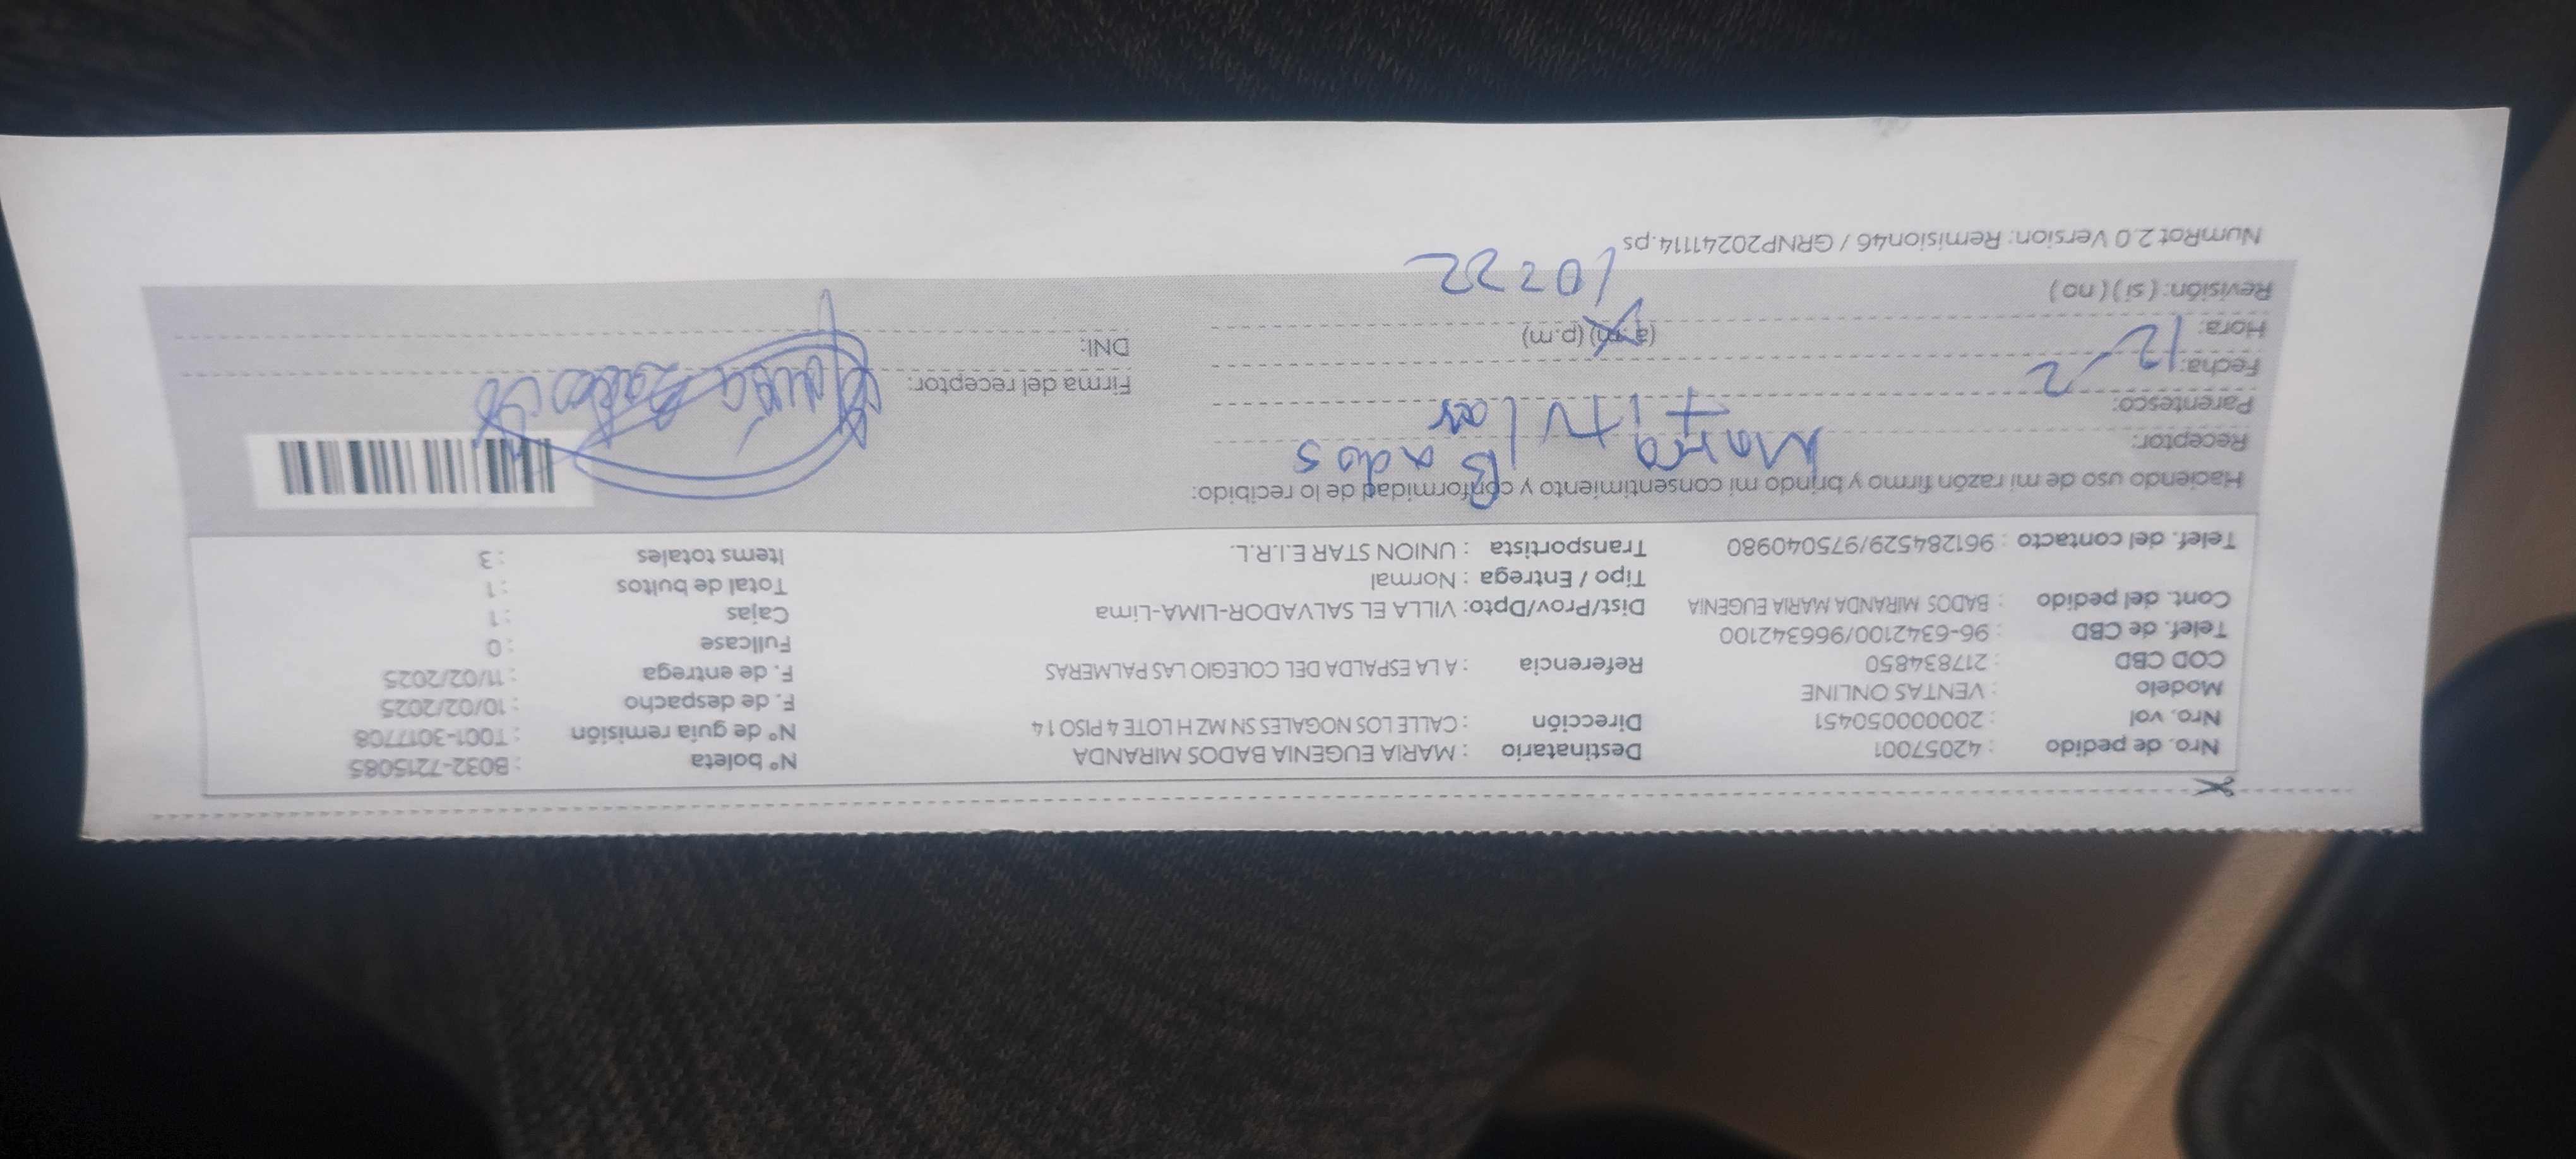 Nro. de pedido : 42057001 Destinatario : MARIA EUGENIA BADOS MIRANDA N° boleta : B032-7215085
Nro. vol : 20000050451 Dirección : CALLE LOS NOGALES SN MZ H LOTE 4 PISO 1 4 N° de guía remisión : T001-3017708
Modelo : VENTAS ONLINE F. de despacho : 10/02/2025
COD CBD : 217834850 Referencia : A LA ESPALDA DEL COLEGIO LAS PALMERAS F. de entrega : 11/02/2025
Telef. de CBD : 96-6342100/966342100 Fullcase : 0
Cont. del pedido : BADOS MIRANDA MARIA EUGENIA Dist/Prov/Dpto: VILLA EL SALVADOR-LIMA-Lima Cajas : 1
Tipo / Entrega : Normal Total de bultos : 1
Telef. del contacto : 961284529/975040980 Transportista : UNION STAR E.I.R.L. Items totales : 3
Haciendo uso de mi razón firmo y brindo mi consentimiento y conformidad de lo recibido:
Receptor: María Bados
Parentesco: Titular
Fecha: 12 2 Firma del receptor:
Hora: (a.m) (p.m) DNI:
Revisión: (si) (no) 10222
NumRot 2.0 Version: Remision46 / GRNP20241114.ps